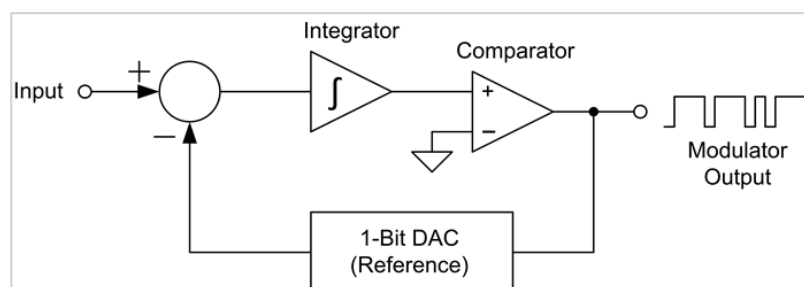 Integrator
Comparator
Input
+
−
∫
+
−
Modulator
Output
1-Bit DAC
(Reference)